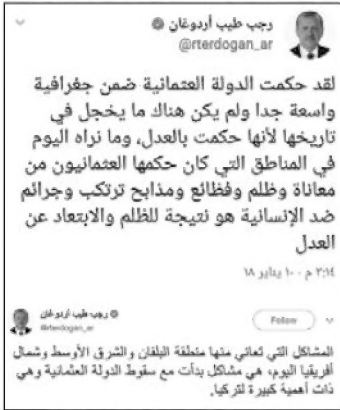 رجب طيب أردوغان
@rterdogan_ar
لقد حكمت الدولة العثمانية ضمن جغرافية
واسعة جدا ولم يكن هناك ما يخجل في
تاريخها لأنها حكمت بالعدل، وما نراه اليوم
في المناطق التي كان حكمها العثمانيون من
معاناة وظلم وفظائع ومذابح ترتكب وجرائم
ضد الإنسانية هو نتيجة للظلم والابتعاد عن
العدل
٣:١٤ م - ١٠ يناير ١٨
رجب طيب أردوغان
@rterdogan_ar
Follow
المشاكل التي تعاني منها منطقة البلقان والشرق الأوسط وشمال
أفريقيا اليوم، هي مشاكل بدأت مع سقوط الدولة العثمانية وهي
ذات أهمية كبيرة لتركيا.